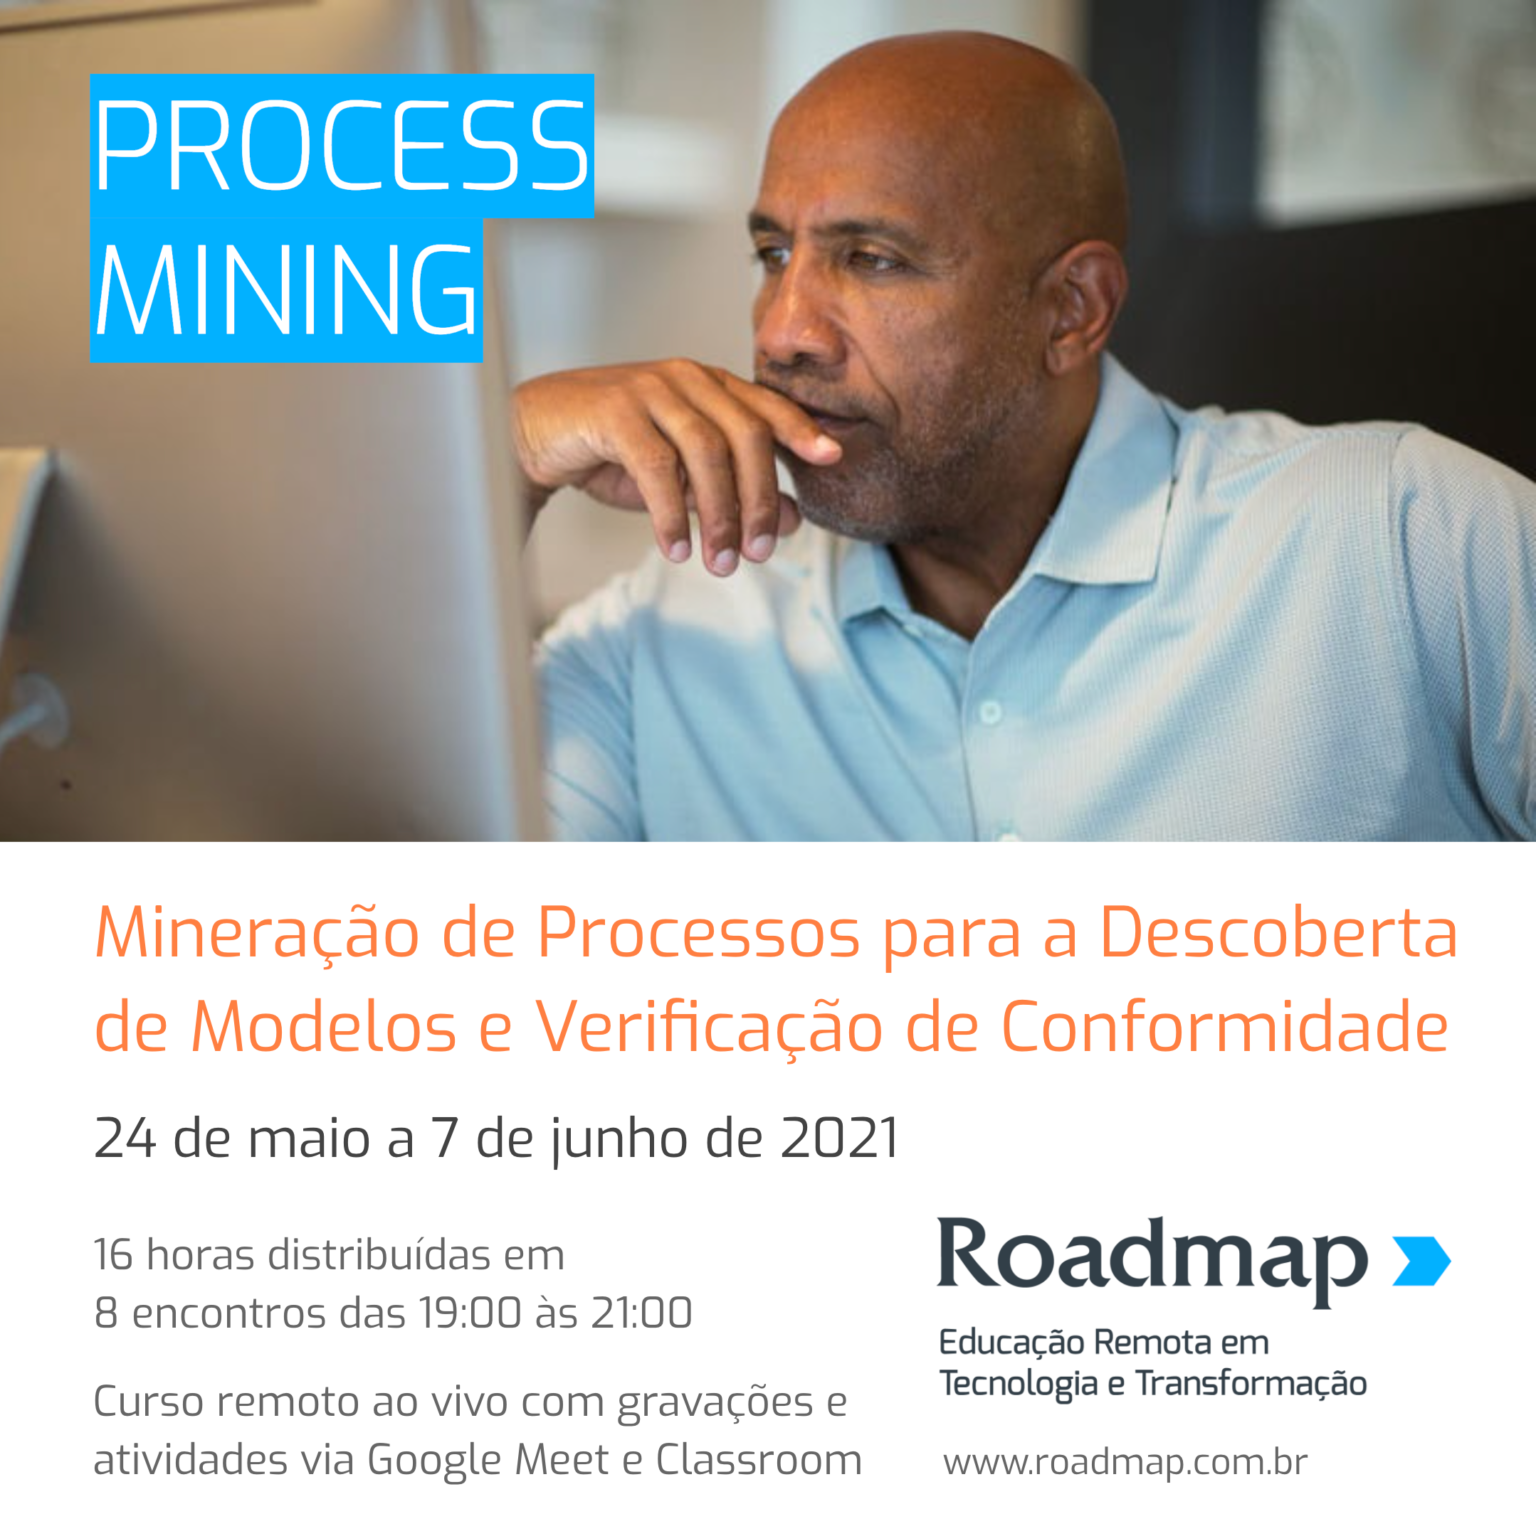 PROCESS
MINING
Mineração de Processos para a Descoberta
de Modelos e Verificação de Conformidade
24 de maio a 7 de junho de 2021
16 horas distribuídas em
8 encontros das 19:00 às 21:00
Curso remoto ao vivo com gravações e
atividades via Google Meet e Classroom
Roadmap
Educação Remota em
Tecnologia e Transformação
www.roadmap.com.br